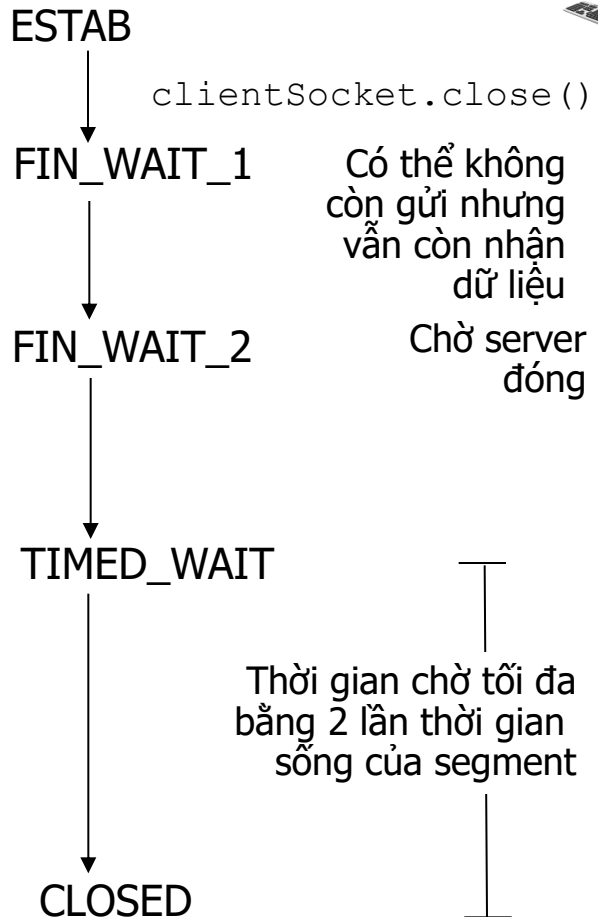 ESTAB
clientSocket.close()
FIN_WAIT_1
Có thể không
còn gửi nhưng
vẫn còn nhận
dữ liệu
FIN_WAIT_2
Chờ server
đóng
TIMED_WAIT
Thời gian chờ tối đa
bằng 2 lần thời gian
sống của segment
CLOSED